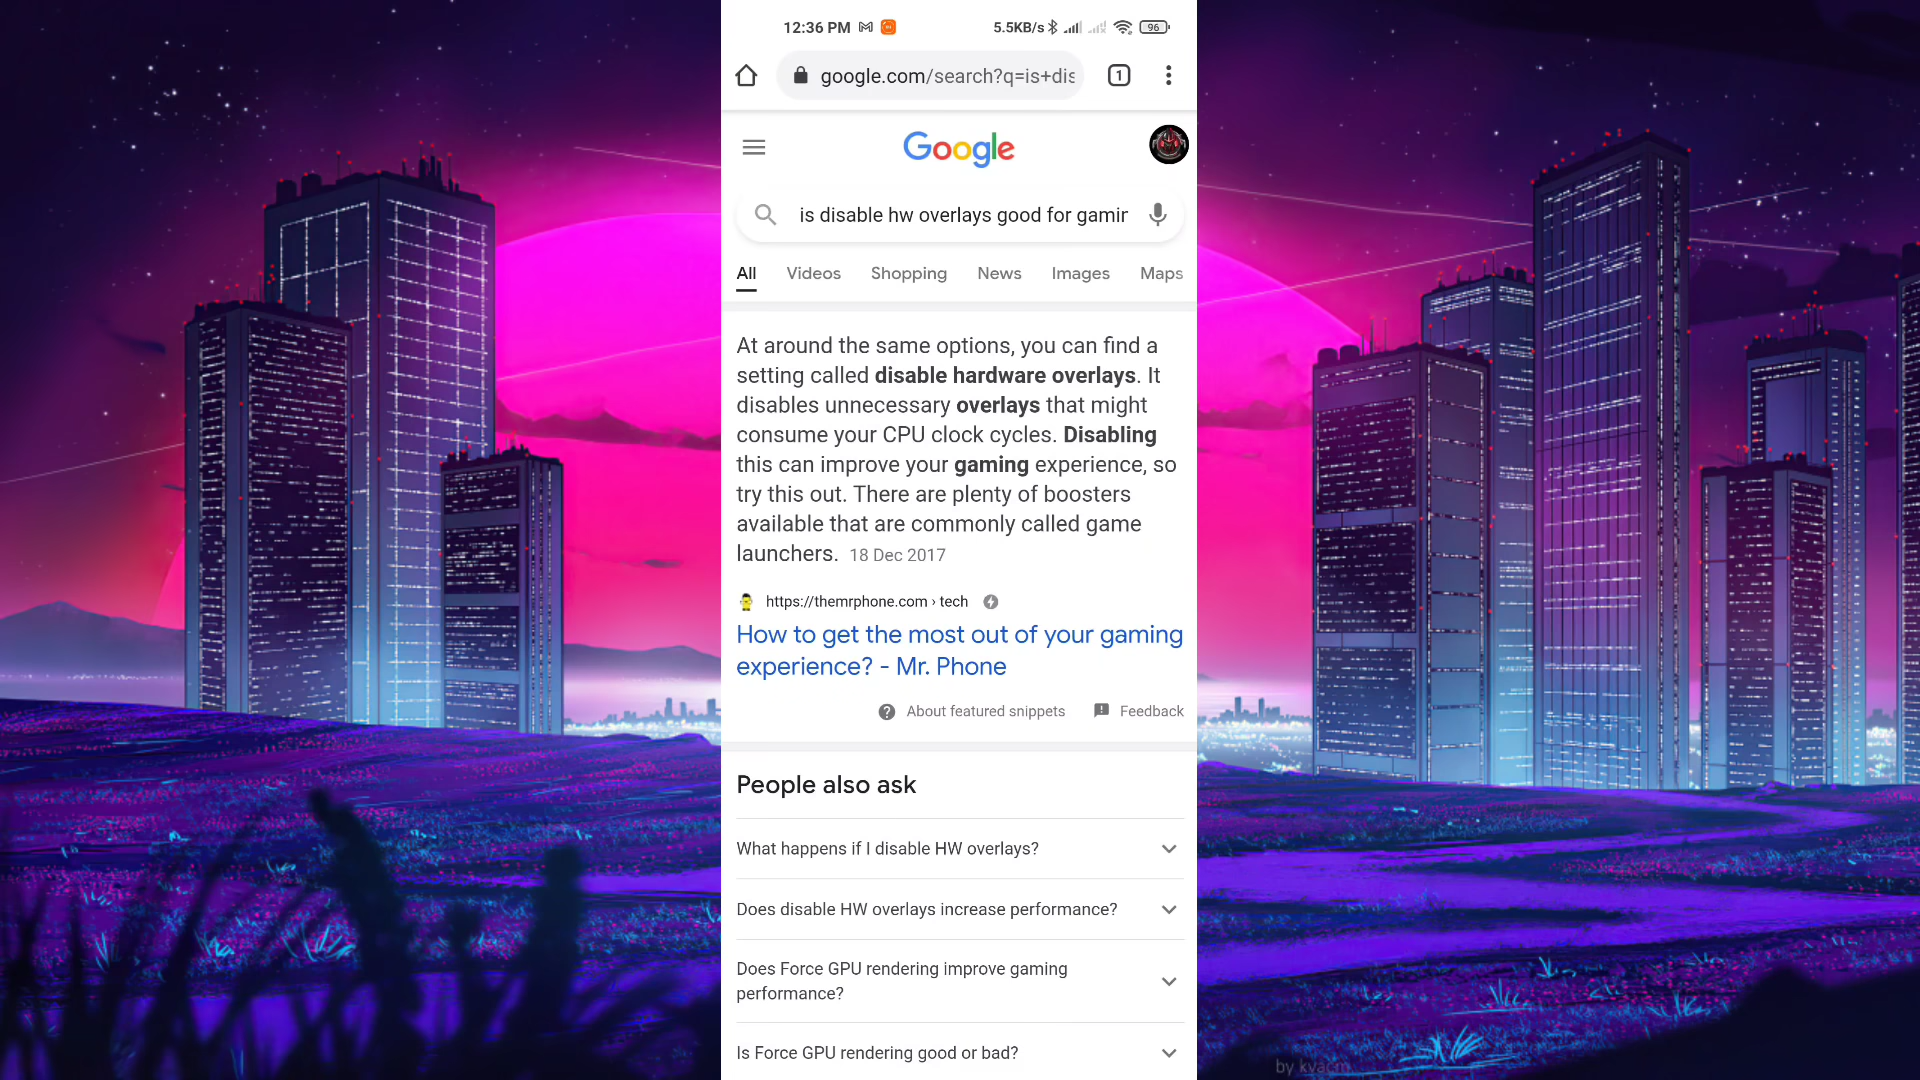 12:36 PM
5.5KB/s
96
google.com/search?q=is+dis
1
Google
is disable hw overlays good for gamin
All Videos Shopping News Images Maps
At around the same options, you can find a
setting called disable hardware overlays. It
disables unnecessary overlays that might
consume your CPU clock cycles. Disabling
this can improve your gaming experience, so
try this out. There are plenty of boosters
available that are commonly called game
launchers. 18 Dec 2017
https://themrphone.com › tech
How to get the most out of your gaming
experience? - Mr. Phone
About featured snippets Feedback
People also ask
What happens if I disable HW overlays?
Does disable HW overlays increase performance?
Does Force GPU rendering improve gaming
performance?
Is Force GPU rendering good or bad?
by